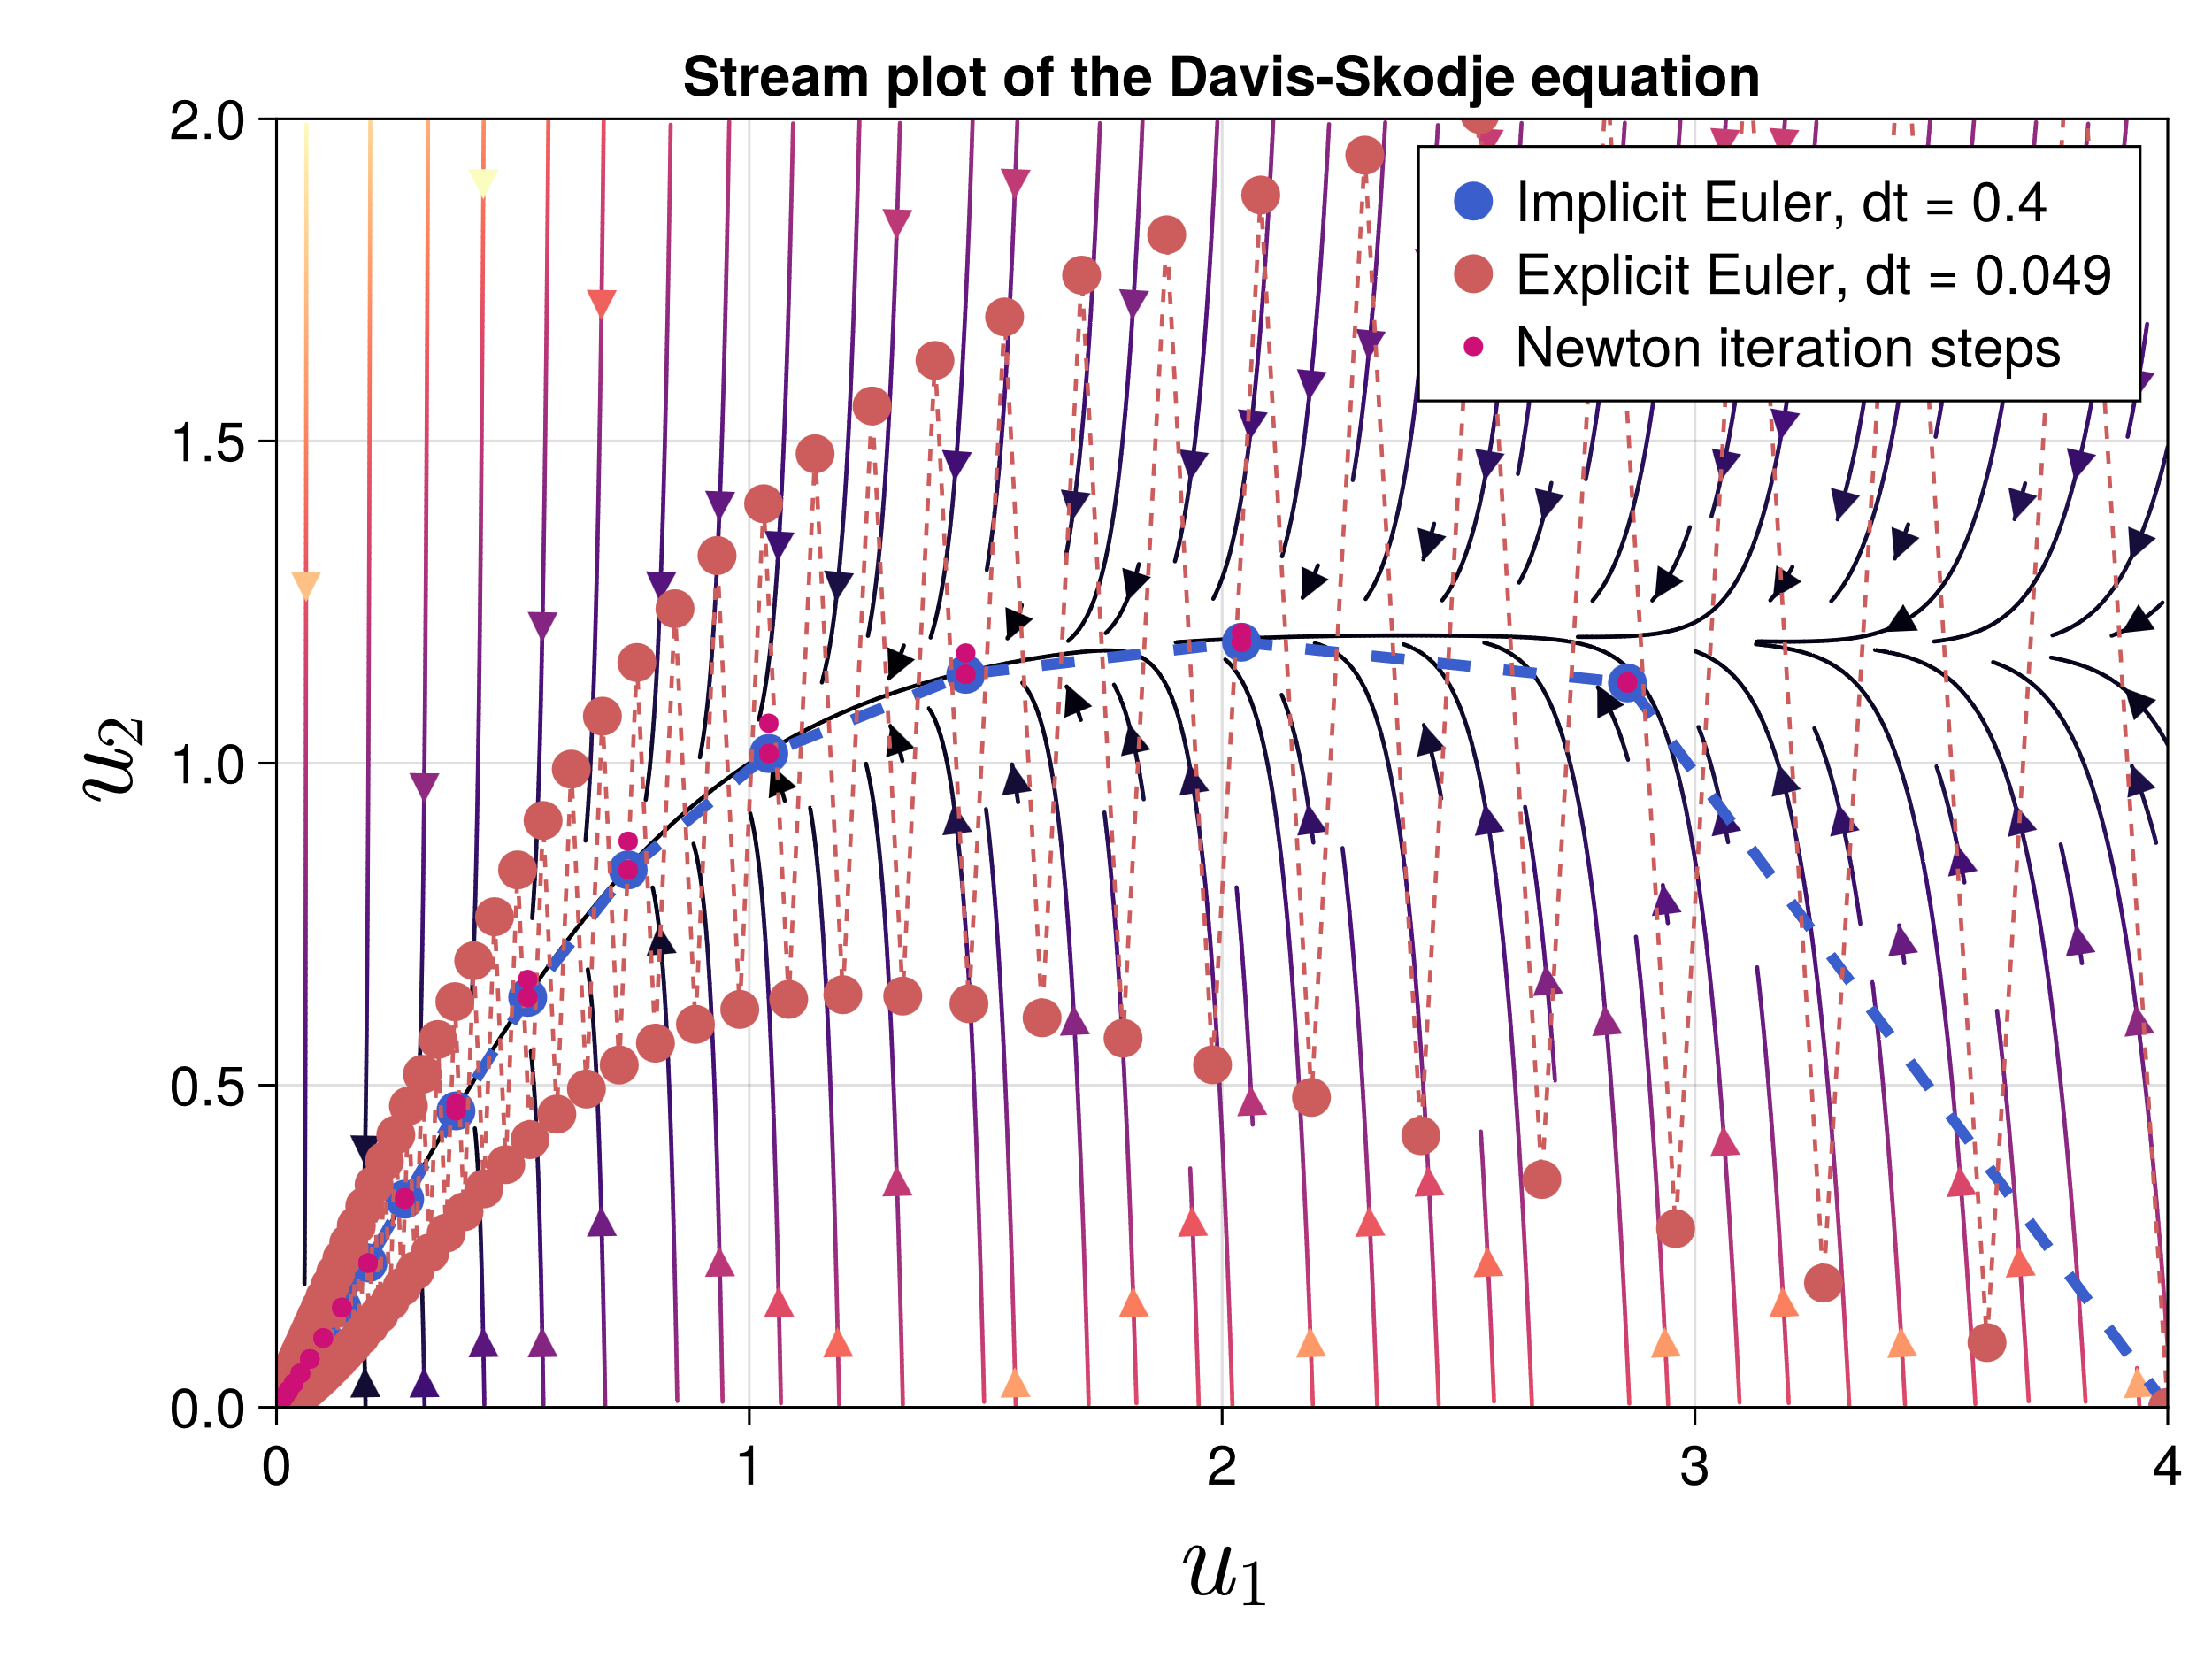 Stream plot of the Davis-Skodje equation
2.0
1.5
1.0
0.5
0.0
u2
Implicit Euler, dt = 0.4
Explicit Euler, dt = 0.049
Newton iteration steps
0 1 2 3 4
u1